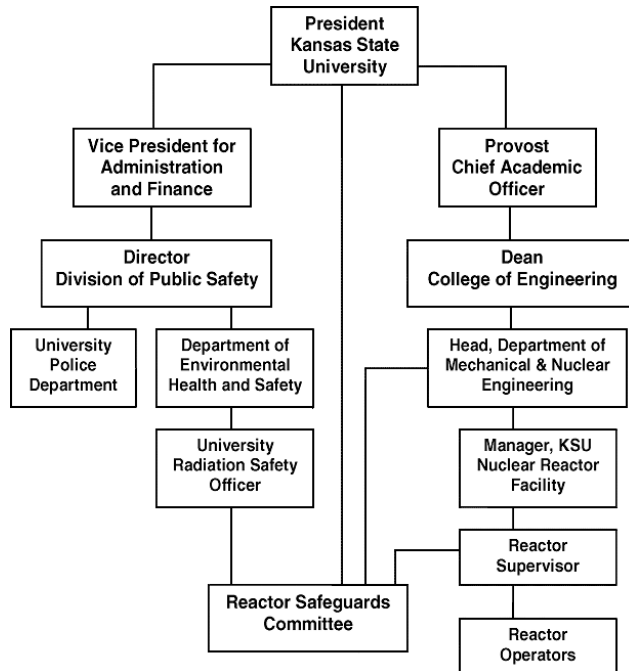 President
Kansas State
University
Vice President for
Administration
and Finance
Provost
Chief Academic
Officer
Director
Division of Public Safety
Dean
College of Engineering
University
Police
Department
Department of
Environmental
Health and Safety
Head, Department of
Mechanical & Nuclear
Engineering
University
Radiation Safety
Officer
Manager, KSU
Nuclear Reactor
Facility
Reactor
Supervisor
Reactor Safeguards
Committee
Reactor
Operators